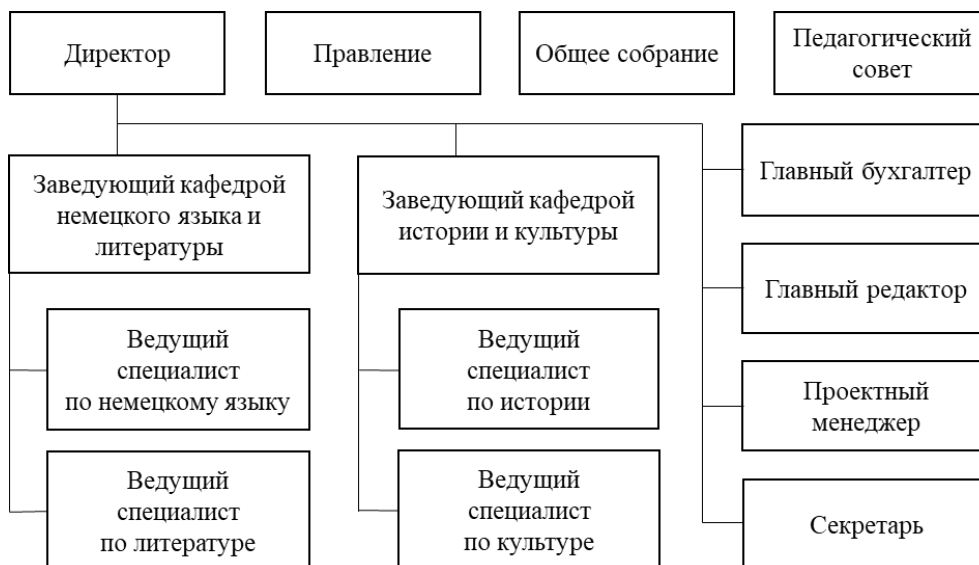 Директор
Правление
Общее собрание
Педагогический
совет
Заведующий кафедрой
немецкого языка и
литературы
Заведующий кафедрой
истории и культуры
Главный бухгалтер
Главный редактор
Ведущий
специалист
по немецкому языку
Ведущий
специалист
по истории
Проектный
менеджер
Ведущий
специалист
по литературе
Ведущий
специалист
по культуре
Секретарь